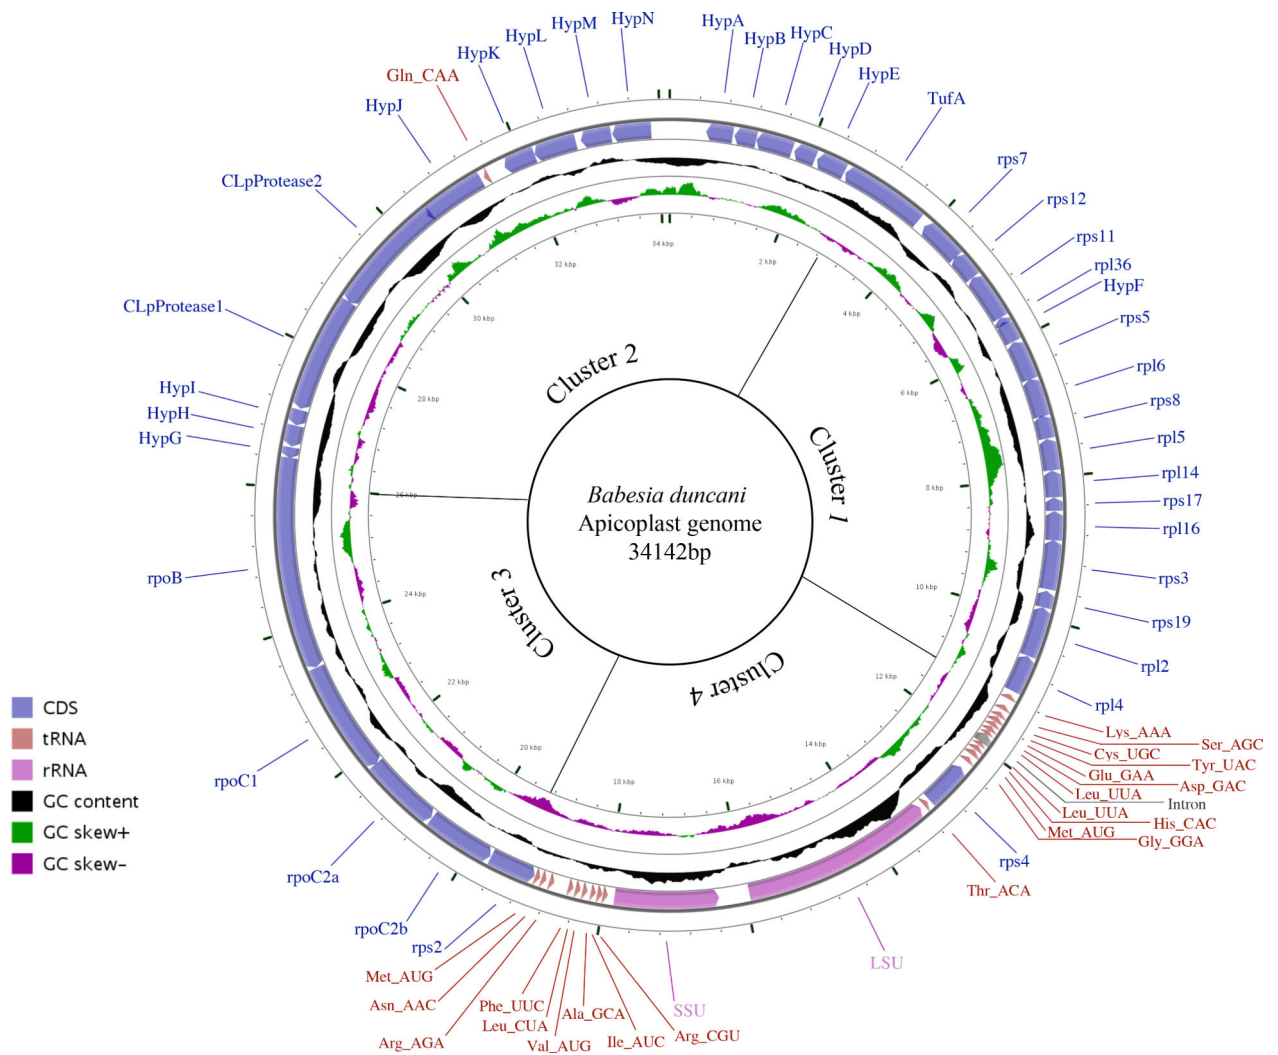 HypA
HypB
HypC
HypD
HypE
TufA
rps7
rps12
rps11
rpl36
HypF
rps5
rpl6
rps8
rpl5
rpl14
rps17
rpl16
rps3
rps19
rpl2
rpl4
Lys_AAA
Ser_AGC
Cys_UGC
Tyr_UAC
Glu_GAA
Asp_GAC
Leu_UUA
Intron
Leu_UUA
His_CAC
Met_AUG
Gly_GGA
rps4
Thr_ACA
LSU
SSU
Arg_CGU
Ile_AUC
Ala_GCA
Val_AUG
Leu_CUA
Phe_UUC
Arg_AGA
Asn_AAC
Met_AUG
rps2
rpoC2b
rpoC2a
rpoC1
rpoB
HypG
HypH
HypI
CLpProtease1
CLpProtease2
HypJ
Gln_CAA
HypK
HypL
HypM
HypN
34 kbp
2 kbp
4 kbp
6 kbp
8 kbp
10 kbp
12 kbp
14 kbp
16 kbp
18 kbp
20 kbp
22 kbp
24 kbp
26 kbp
28 kbp
30 kbp
32 kbp
Cluster 1
Cluster 2
Cluster 3
Cluster 4
Babesia duncani
Apicoplast genome
34142bp
CDS
tRNA
rRNA
GC content
GC skew+
GC skew-